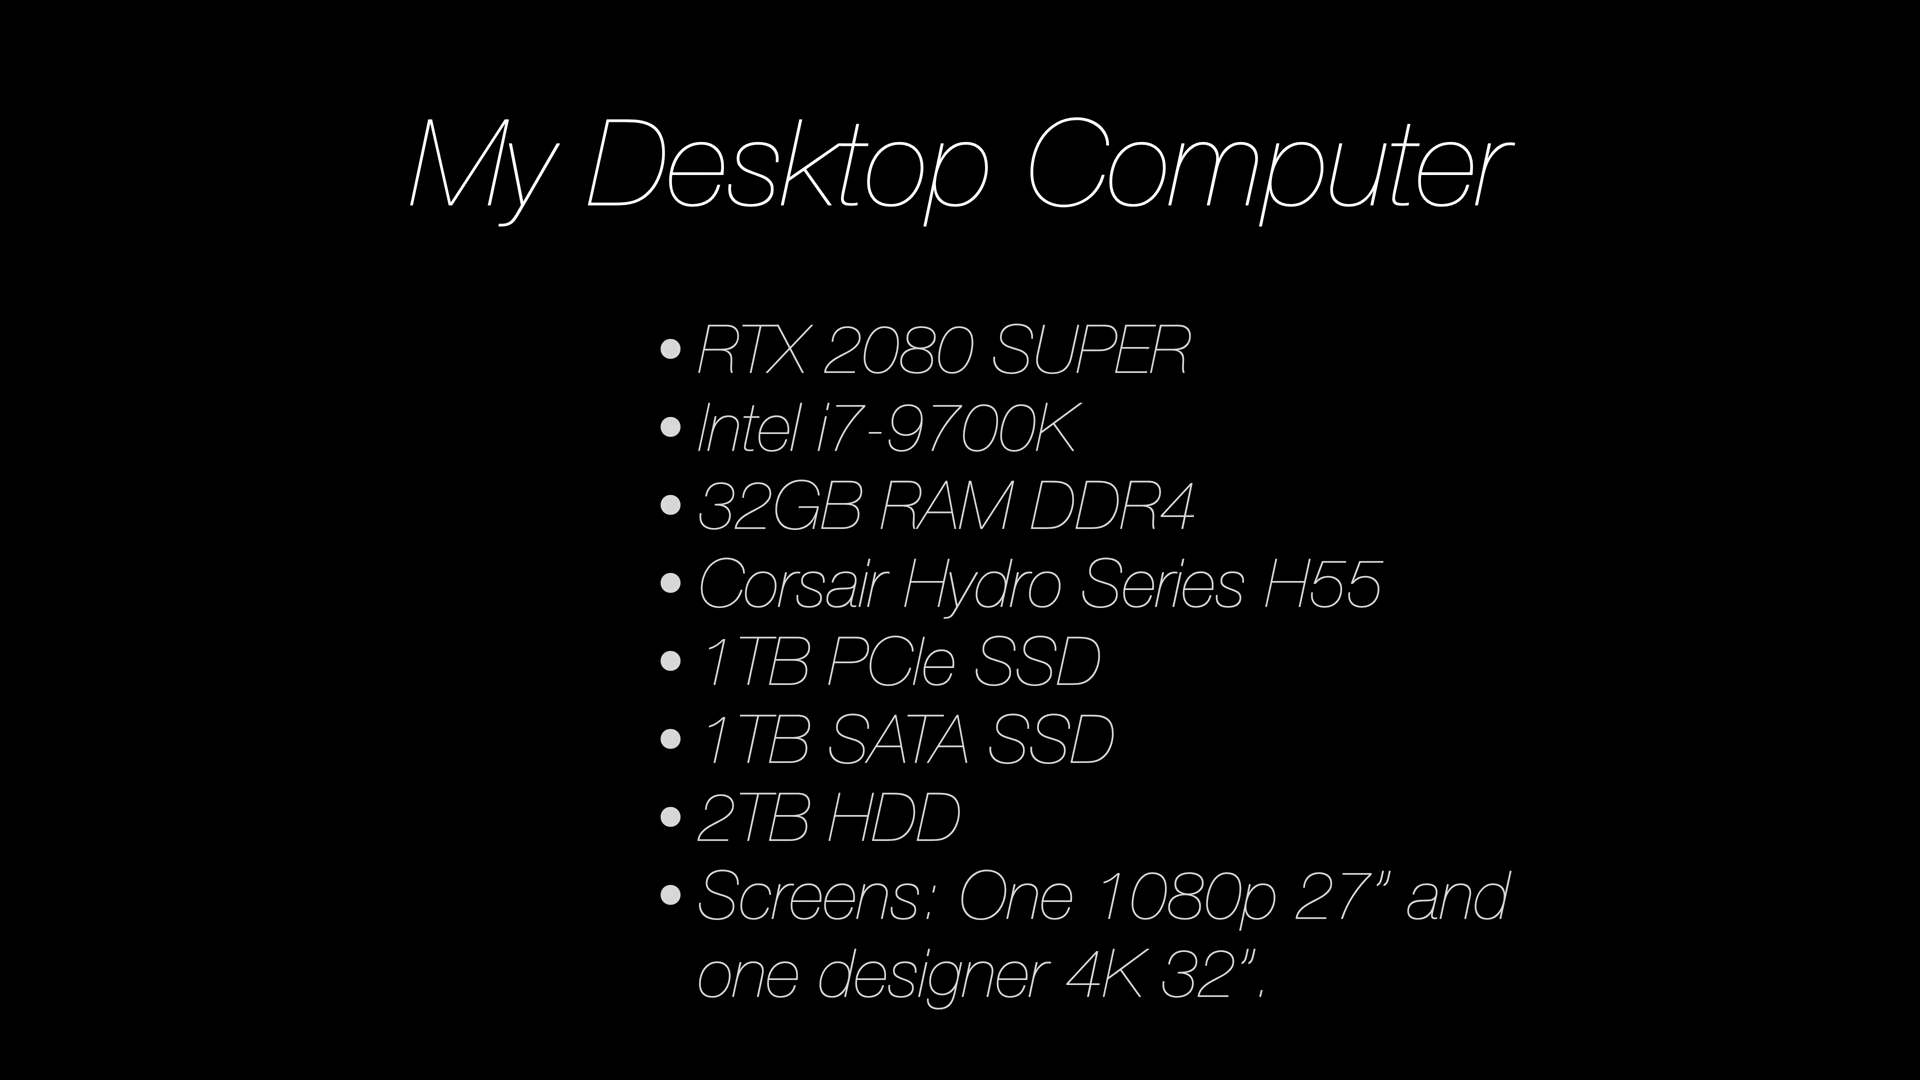 My Desktop Computer
• RTX 2080 SUPER
• Intel i7-9700K
• 32GB RAM DDR4
• Corsair Hydro Series H55
• 1TB PCIe SSD
• 1TB SATA SSD
• 2TB HDD
• Screens: One 1080p 27” and
one designer 4K 32”.